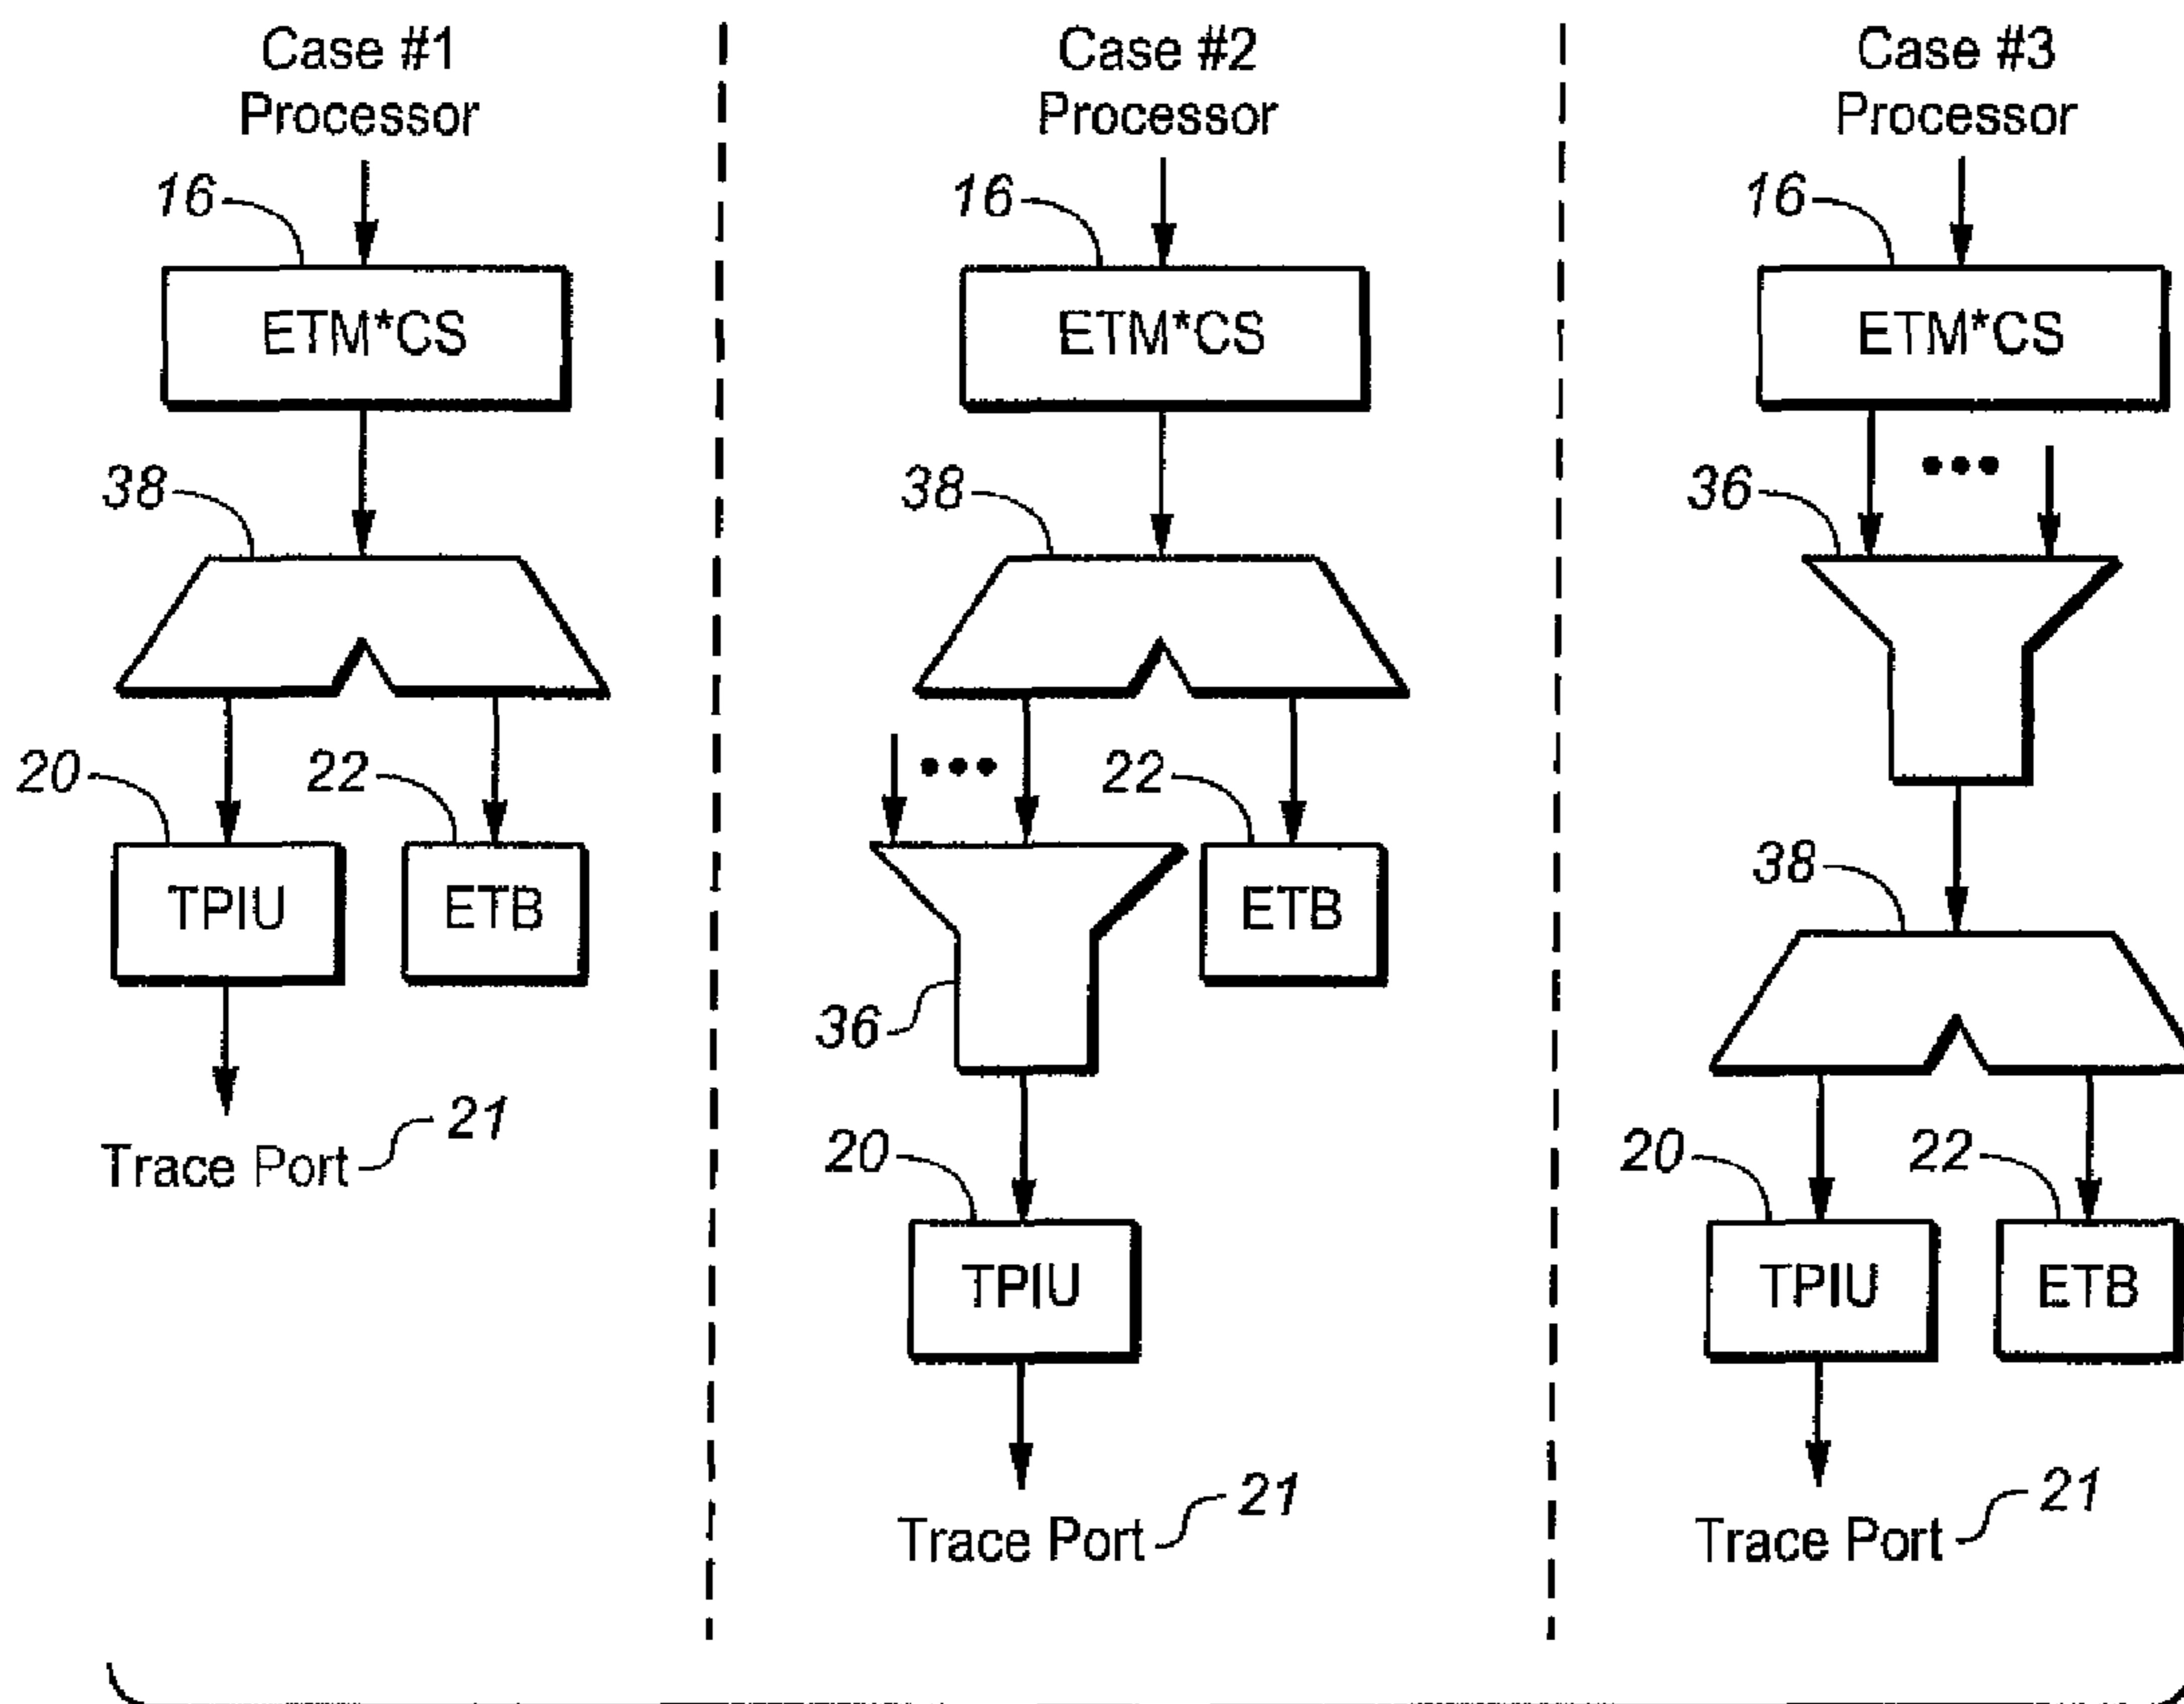 Case #1
Processor
16
ETM*CS
38
20
22
TPIU
ETB
Trace Port
21
Case #2
Processor
16
ETM*CS
38
22
ETB
36
20
TPIU
Trace Port
21
Case #3
Processor
16
ETM*CS
36
38
20
22
TPIU
ETB
Trace Port
21